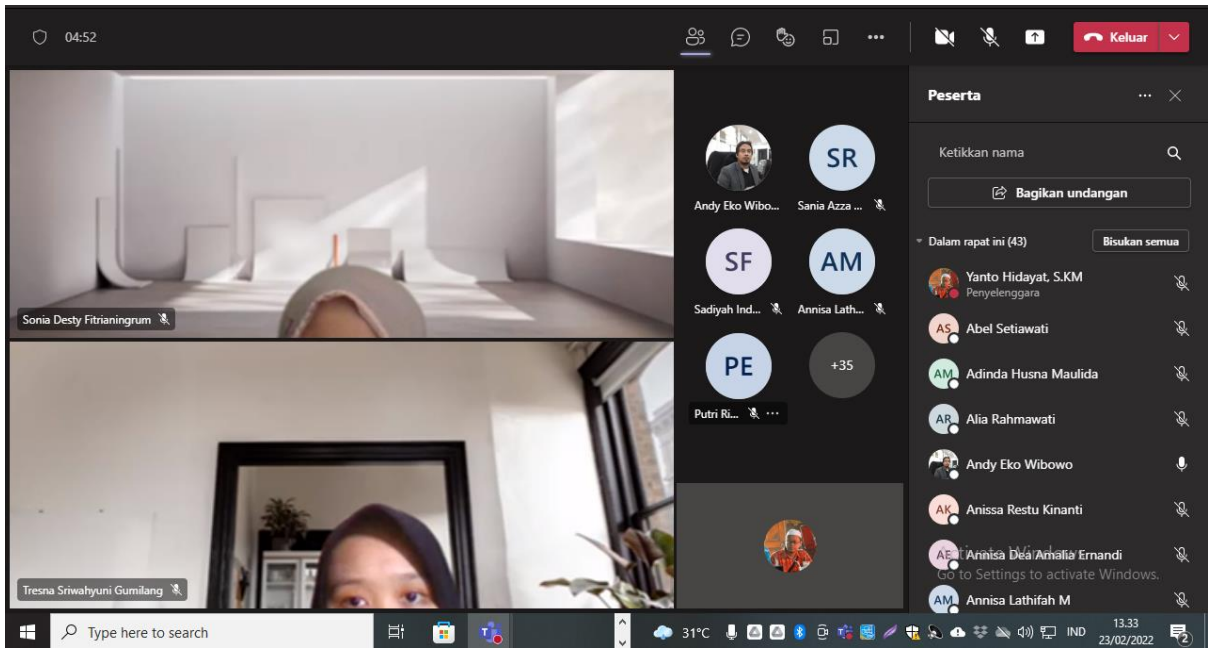 04:52
Keluar
Sonia Desty Fitrianingrum
Tresna Sriwahyuni Gumilang
Andy Eko Wibo...
SR
Sania Azza ...
SF
Sadiyah Ind...
AM
Annisa Lath...
PE
Putri Ri...
+35
Peserta
Ketikkan nama
Bagikan undangan
Dalam rapat ini (43)
Bisukan semua
Yanto Hidayat, S.KM
Penyelenggara
AS
Abel Setiawati
AM
Adinda Husna Maulida
AR
Alia Rahmawati
Andy Eko Wibowo
AK
Anissa Restu Kinanti
AE
Annisa Dea Amalia Ernandi
Activate Windows
Go to Settings to activate Windows.
AM
Annisa Lathifah M
Type here to search
31°C
IND
13.33
23/02/2022
2